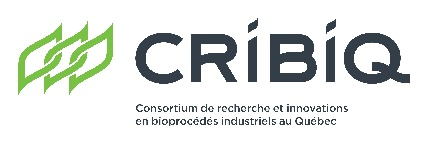 CRIBIQ
Consortium de recherche et innovations
en bioprocédés industriels au Québec